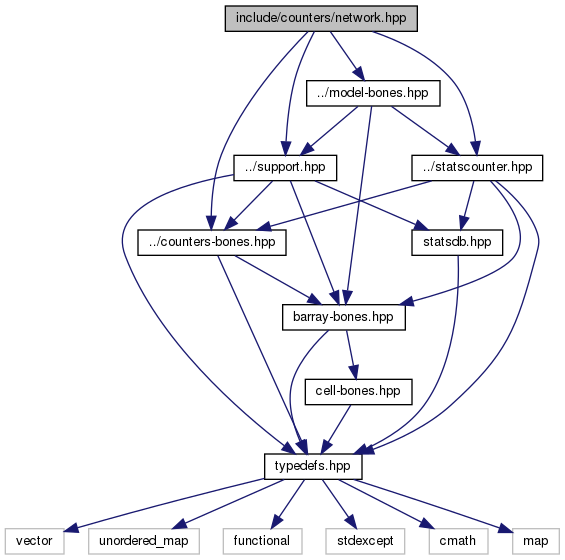 include/counters/network.hpp
../model-bones.hpp
../support.hpp
../statscounter.hpp
../counters-bones.hpp
statsdb.hpp
barray-bones.hpp
cell-bones.hpp
typedefs.hpp
vector
unordered_map
functional
stdexcept
cmath
map